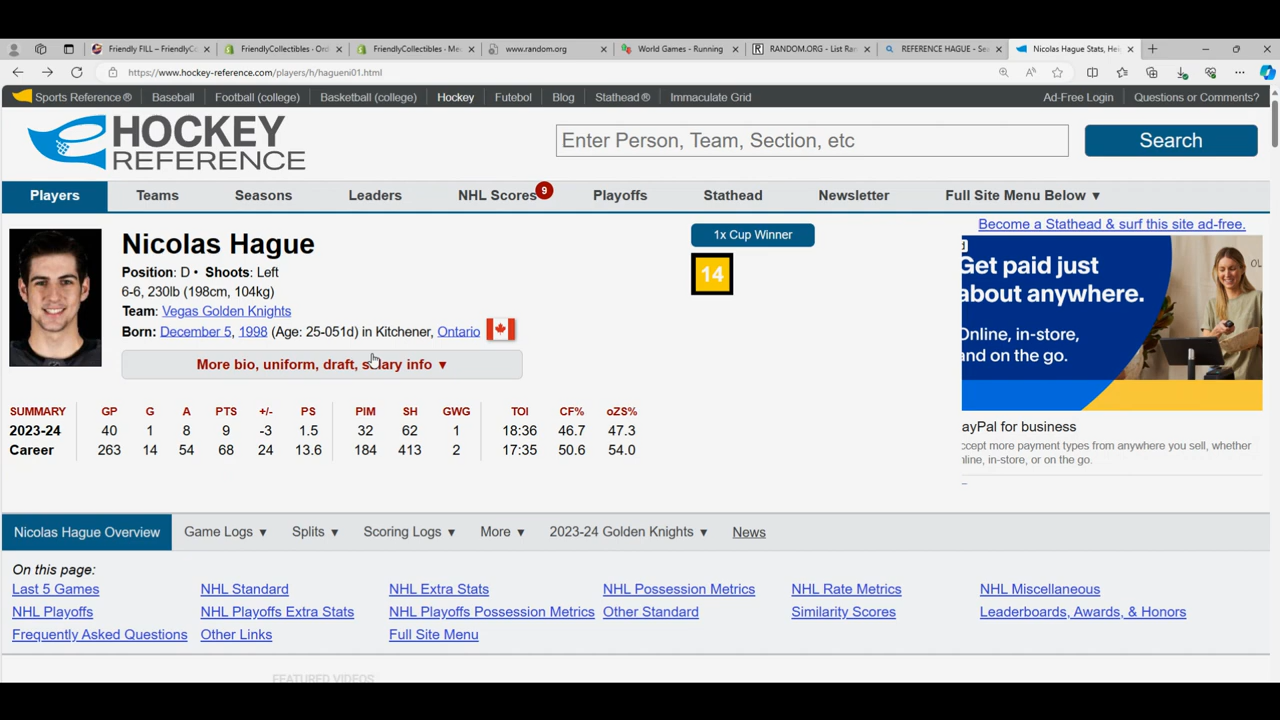 Friendly FILL – FriendlyC
FriendlyCollectibles · Ord
FriendlyCollectibles · Me
www.random.org
World Games - Running
RANDOM.ORG - List Ran
REFERENCE HAGUE - Sea
Nicolas Hague Stats, Hei
https://www.hockey-reference.com/players/h/hagueni01.html
Sports Reference® Baseball Football (college) Basketball (college) Hockey Futebol Blog Stathead® Immaculate Grid Ad-Free Login Questions or Comments?
HOCKEY
REFERENCE
Enter Person, Team, Section, etc
Search
Players Teams Seasons Leaders NHL Scores 9 Playoffs Stathead Newsletter Full Site Menu Below ▼
Nicolas Hague
Position: D • Shoots: Left
6-6, 230lb (198cm, 104kg)
Team: Vegas Golden Knights
Born: December 5, 1998 (Age: 25-051d) in Kitchener, Ontario
More bio, uniform, draft, salary info ▼
1x Cup Winner
14
Become a Stathead & surf this site ad-free.
Get paid just
about anywhere.
Online, in-store,
and on the go.
ayPal for business
ccept more payment types from anywhere you sell, whether
nline, in-store, or on the go.
SUMMARY GP G A PTS +/- PS PIM SH GWG TOI CF% oZS%
2023-24 40 1 8 9 -3 1.5 32 62 1 18:36 46.7 47.3
Career 263 14 54 68 24 13.6 184 413 2 17:35 50.6 54.0
Nicolas Hague Overview Game Logs ▼ Splits ▼ Scoring Logs ▼ More ▼ 2023-24 Golden Knights ▼ News
On this page:
Last 5 Games NHL Standard NHL Extra Stats NHL Possession Metrics NHL Rate Metrics NHL Miscellaneous
NHL Playoffs NHL Playoffs Extra Stats NHL Playoffs Possession Metrics Other Standard Similarity Scores Leaderboards, Awards, & Honors
Frequently Asked Questions Other Links Full Site Menu
FEATURED VIDEOS